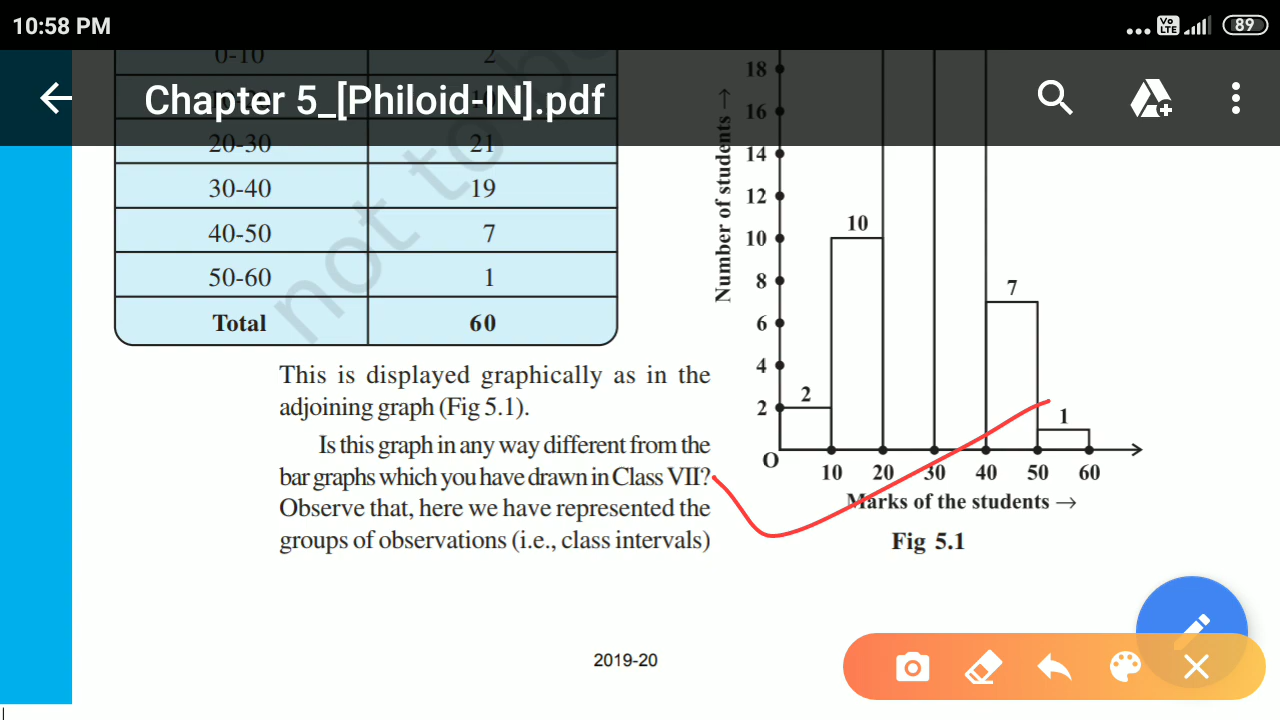 10:58 PM
89
Chapter 5_[Philoid-IN].pdf
0-10 2
20-30 21
30-40 19
40-50 7
50-60 1
Total 60
not to be
This is displayed graphically as in the
adjoining graph (Fig 5.1).
Is this graph in any way different from the
bar graphs which you have drawn in Class VII?
Observe that, here we have represented the
groups of observations (i.e., class intervals)
Number of students →
18
16
14
12
10
8
6
4
2
O
2
10
7
1
10 20 30 40 50 60
Marks of the students →
Fig 5.1
2019-20